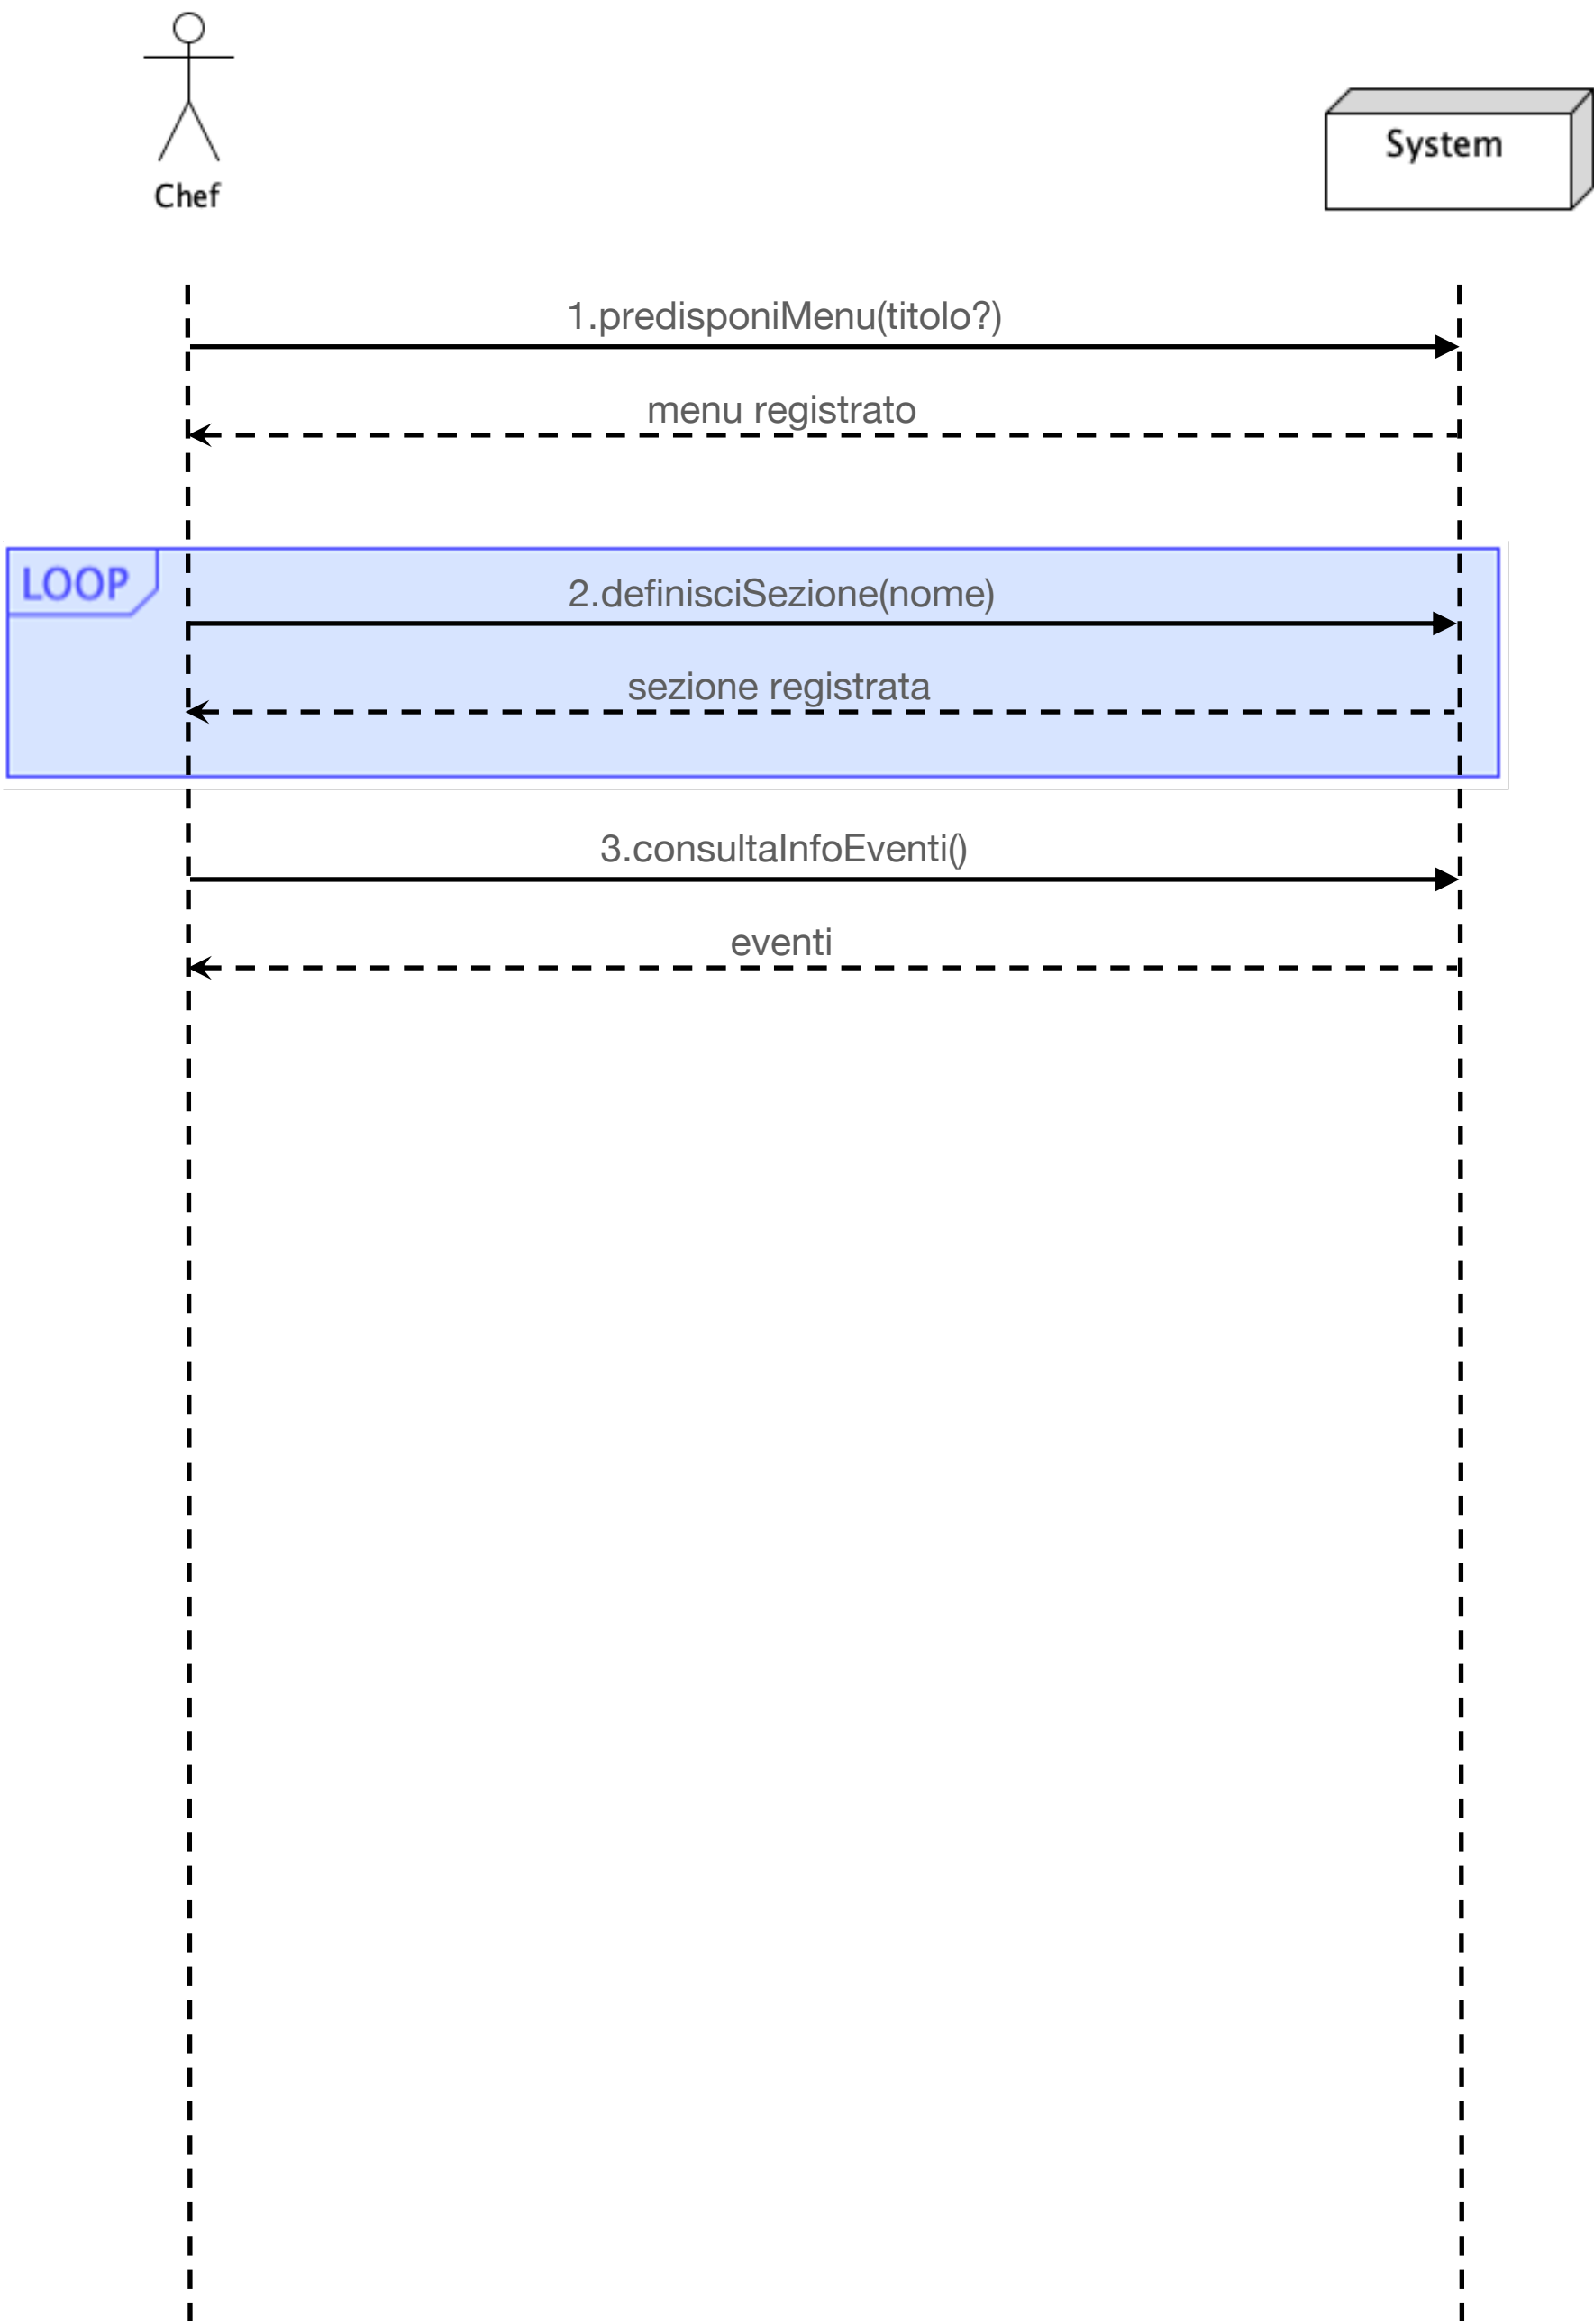 Chef
System
1.predisponiMenu(titolo?)
menu registrato
LOOP
2.definisciSezione(nome)
sezione registrata
3.consultaInfoEventi()
eventi